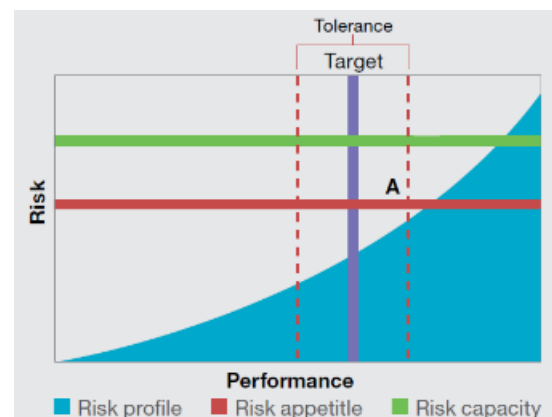 Tolerance
Target
A
Risk
Performance
Risk profile Risk appetitle Risk capacity